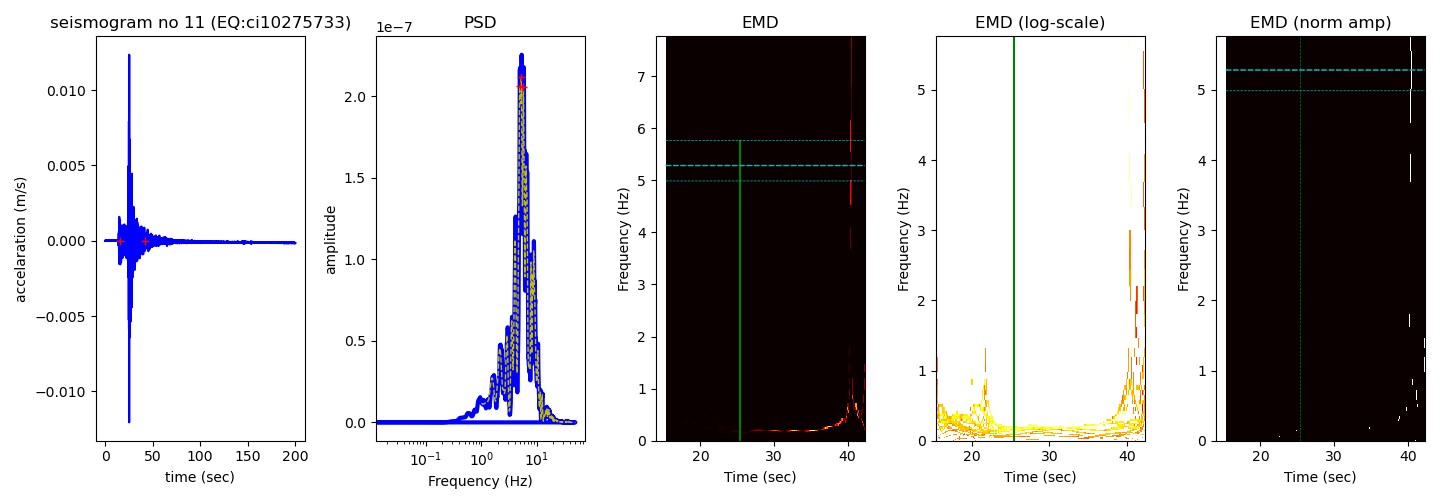 seismogram no 11 (EQ:ci10275733)
accelaration (m/s)
0.010
0.005
0.000
−0.005
−0.010
0 50 100 150 200
time (sec)
PSD
1e−7
amplitude
2.0
1.5
1.0
0.5
0.0
10−1 100 101
Frequency (Hz)
EMD
Frequency (Hz)
7
6
5
4
3
2
1
0
20 30 40
Time (sec)
EMD (log-scale)
Frequency (Hz)
5
4
3
2
1
0
20 30 40
Time (sec)
EMD (norm amp)
Frequency (Hz)
5
4
3
2
1
0
20 30 40
Time (sec)